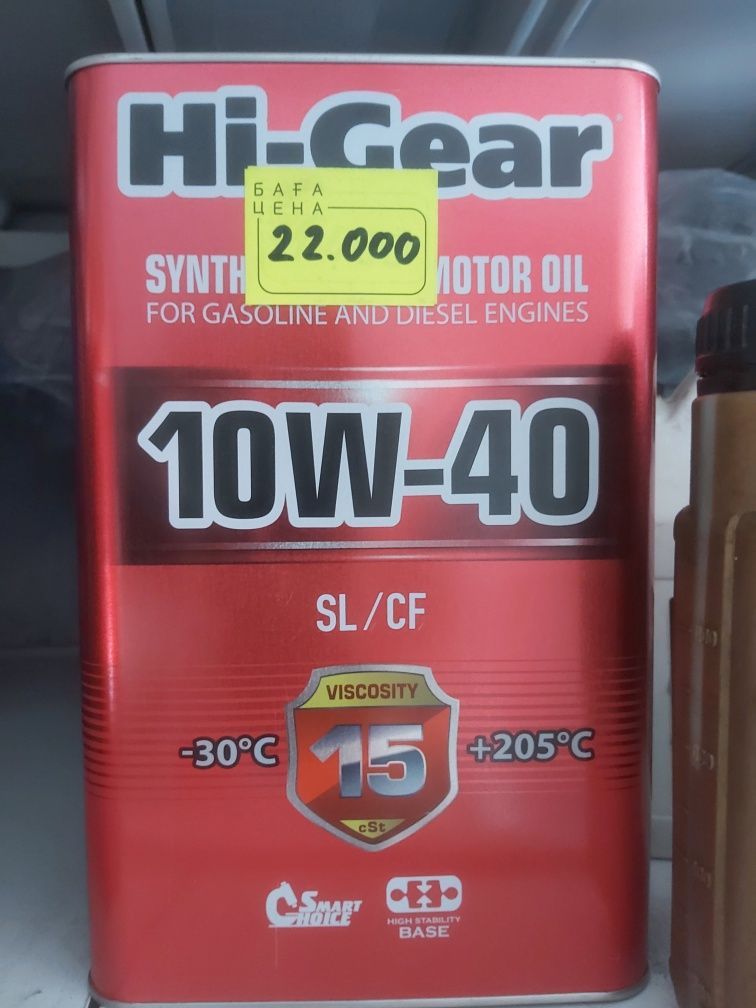 Hi-Gear
БАҒА
ЦЕНА
22.000
MOTOR OIL
FOR GASOLINE AND DIESEL ENGINES
10W-40
SL/CF
VISCOSITY
-30°C
15
+205°C
cSt
SMART CHOICE
HIGH STABILITY
BASE